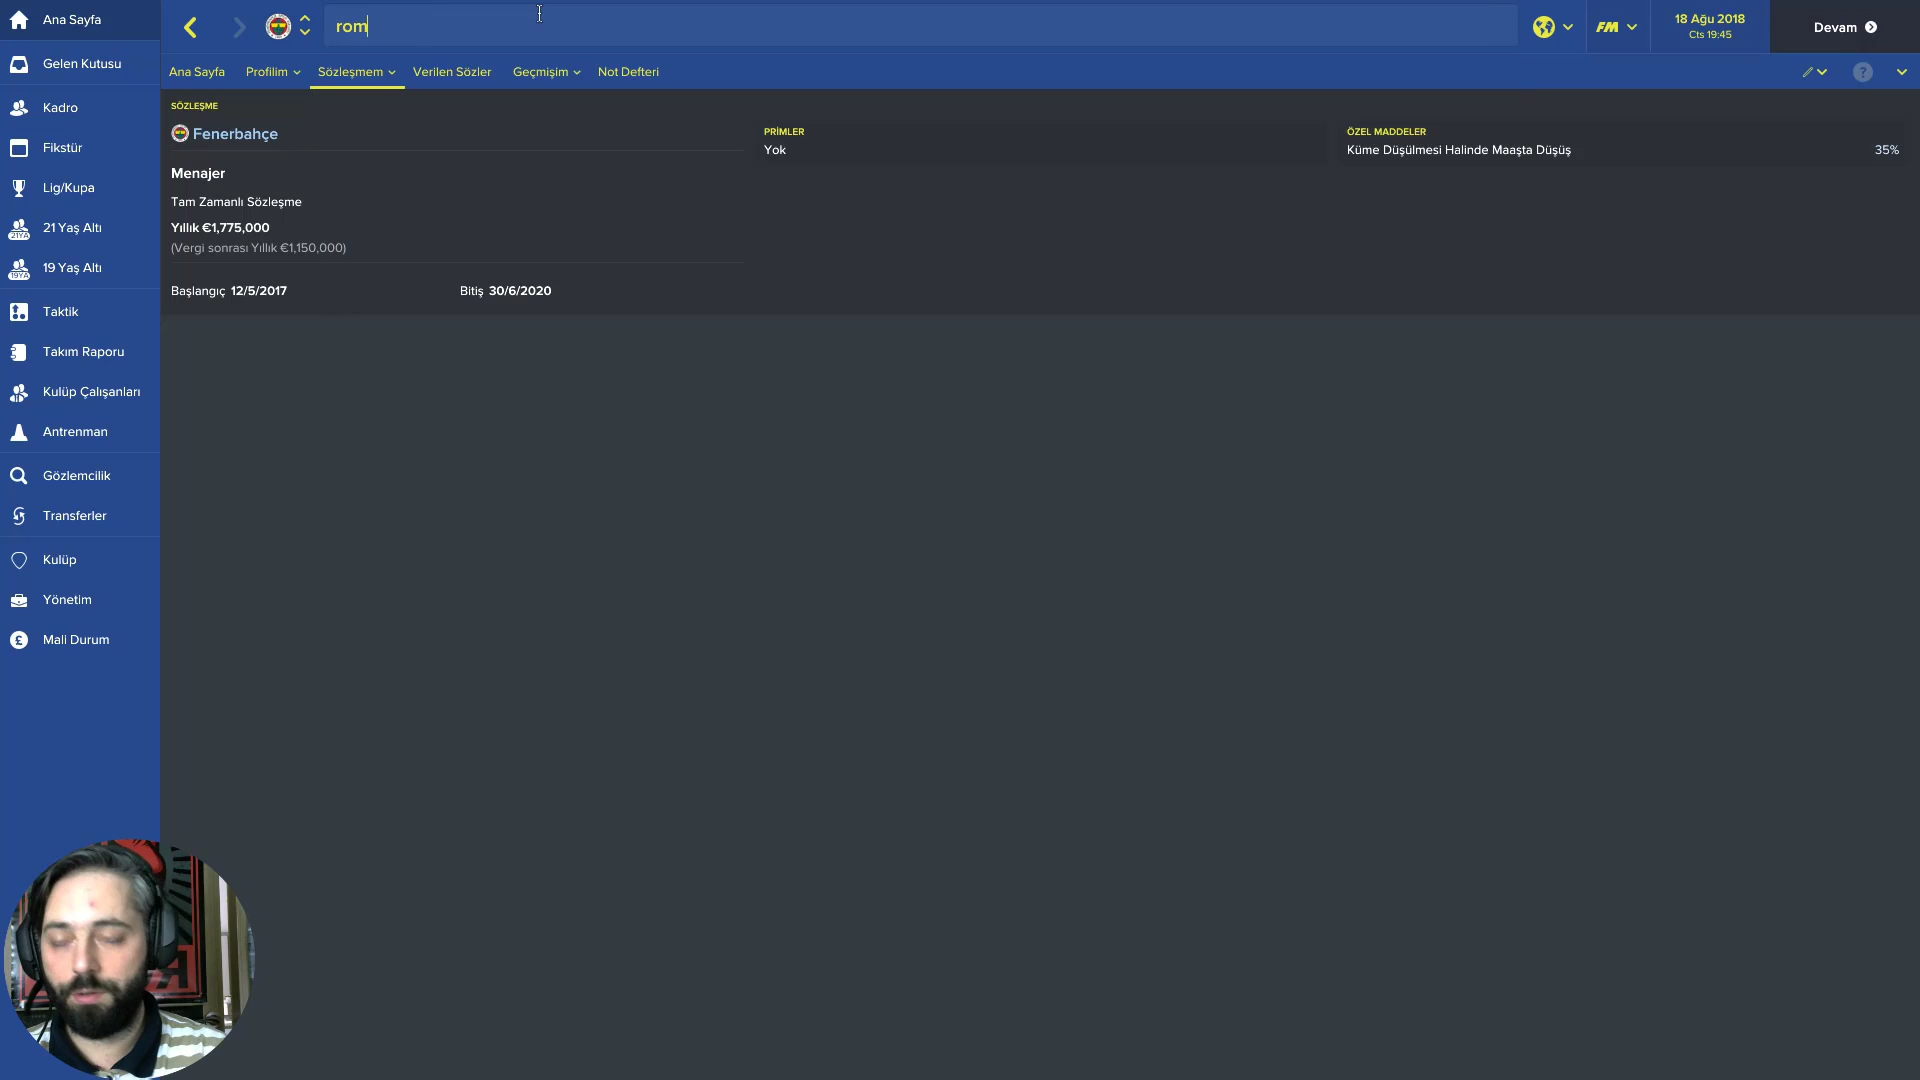 Ana Sayfa
rom
FM
18 Ağu 2018
Cts 19:45
Devam
Gelen Kutusu
Kadro
Fikstür
Lig/Kupa
21 Yaş Altı
19 Yaş Altı
Taktik
Takım Raporu
Kulüp Çalışanları
Antrenman
Gözlemcilik
Transferler
Kulüp
Yönetim
Mali Durum
Ana Sayfa Profilim Sözleşmem Verilen Sözler Geçmişim Not Defteri
?
SÖZLEŞME
Fenerbahçe
Menajer
Tam Zamanlı Sözleşme
Yıllık €1,775,000
(Vergi sonrası Yıllık €1,150,000)
Başlangıç 12/5/2017 Bitiş 30/6/2020
PRİMLER
Yok
ÖZEL MADDELER
Küme Düşülmesi Halinde Maaşta Düşüş 35%